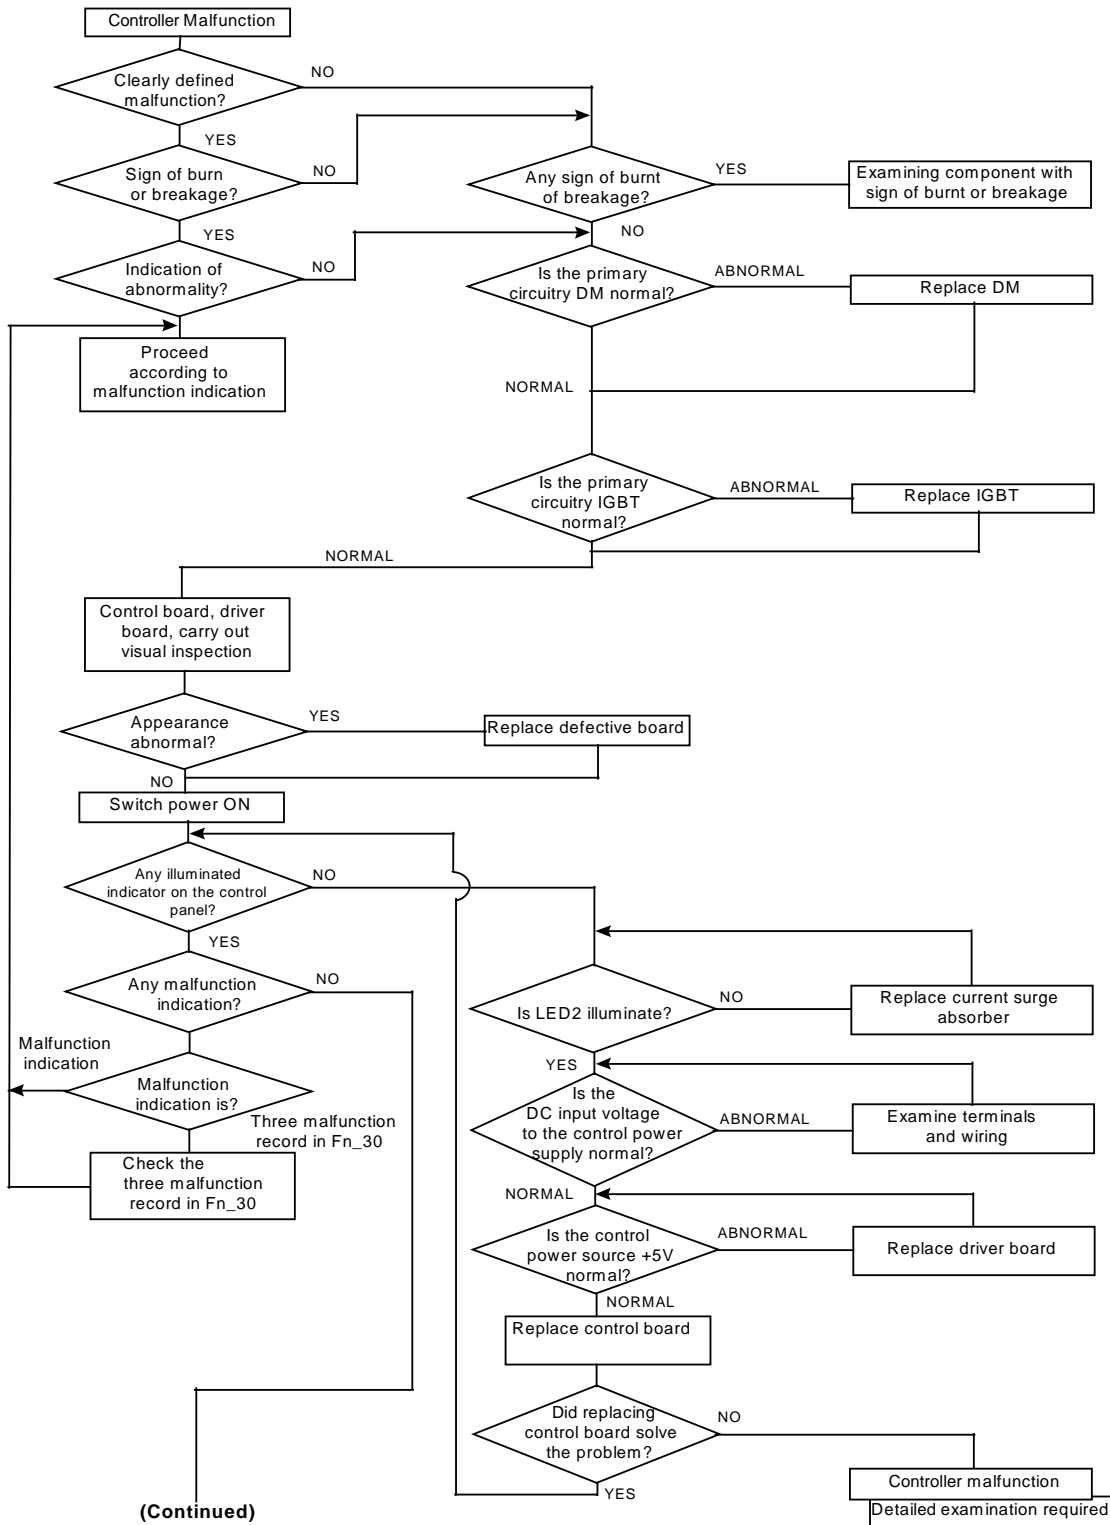 Controller Malfunction
Clearly defined
malfunction?
NO
YES
Sign of burn
or breakage?
NO
YES
Any sign of burnt
of breakage?
YES
Examining component with
sign of burnt or breakage
NO
Indication of
abnormality?
NO
Is the primary
circuitry DM normal?
ABNORMAL
Replace DM
Proceed
according to
malfunction indication
NORMAL
Is the primary
circuitry IGBT
normal?
ABNORMAL
Replace IGBT
NORMAL
Control board, driver
board, carry out
visual inspection
Appearance
abnormal?
YES
Replace defective board
NO
Switch power ON
Any illuminated
indicator on the control
panel?
NO
YES
Any malfunction
indication?
NO
Is LED2 illuminate?
NO
Replace current surge
absorber
YES
Malfunction
indication
Malfunction
indication is?
Three malfunction
record in Fn_30
Check the
three malfunction
record in Fn_30
Is the
DC input voltage
to the control power
supply normal?
ABNORMAL
Examine terminals
and wiring
NORMAL
Is the control
power source +5V
normal?
ABNORMAL
Replace driver board
NORMAL
Replace control board
Did replacing
control board solve
the problem?
NO
YES
Controller malfunction
Detailed examination required
(Continued)